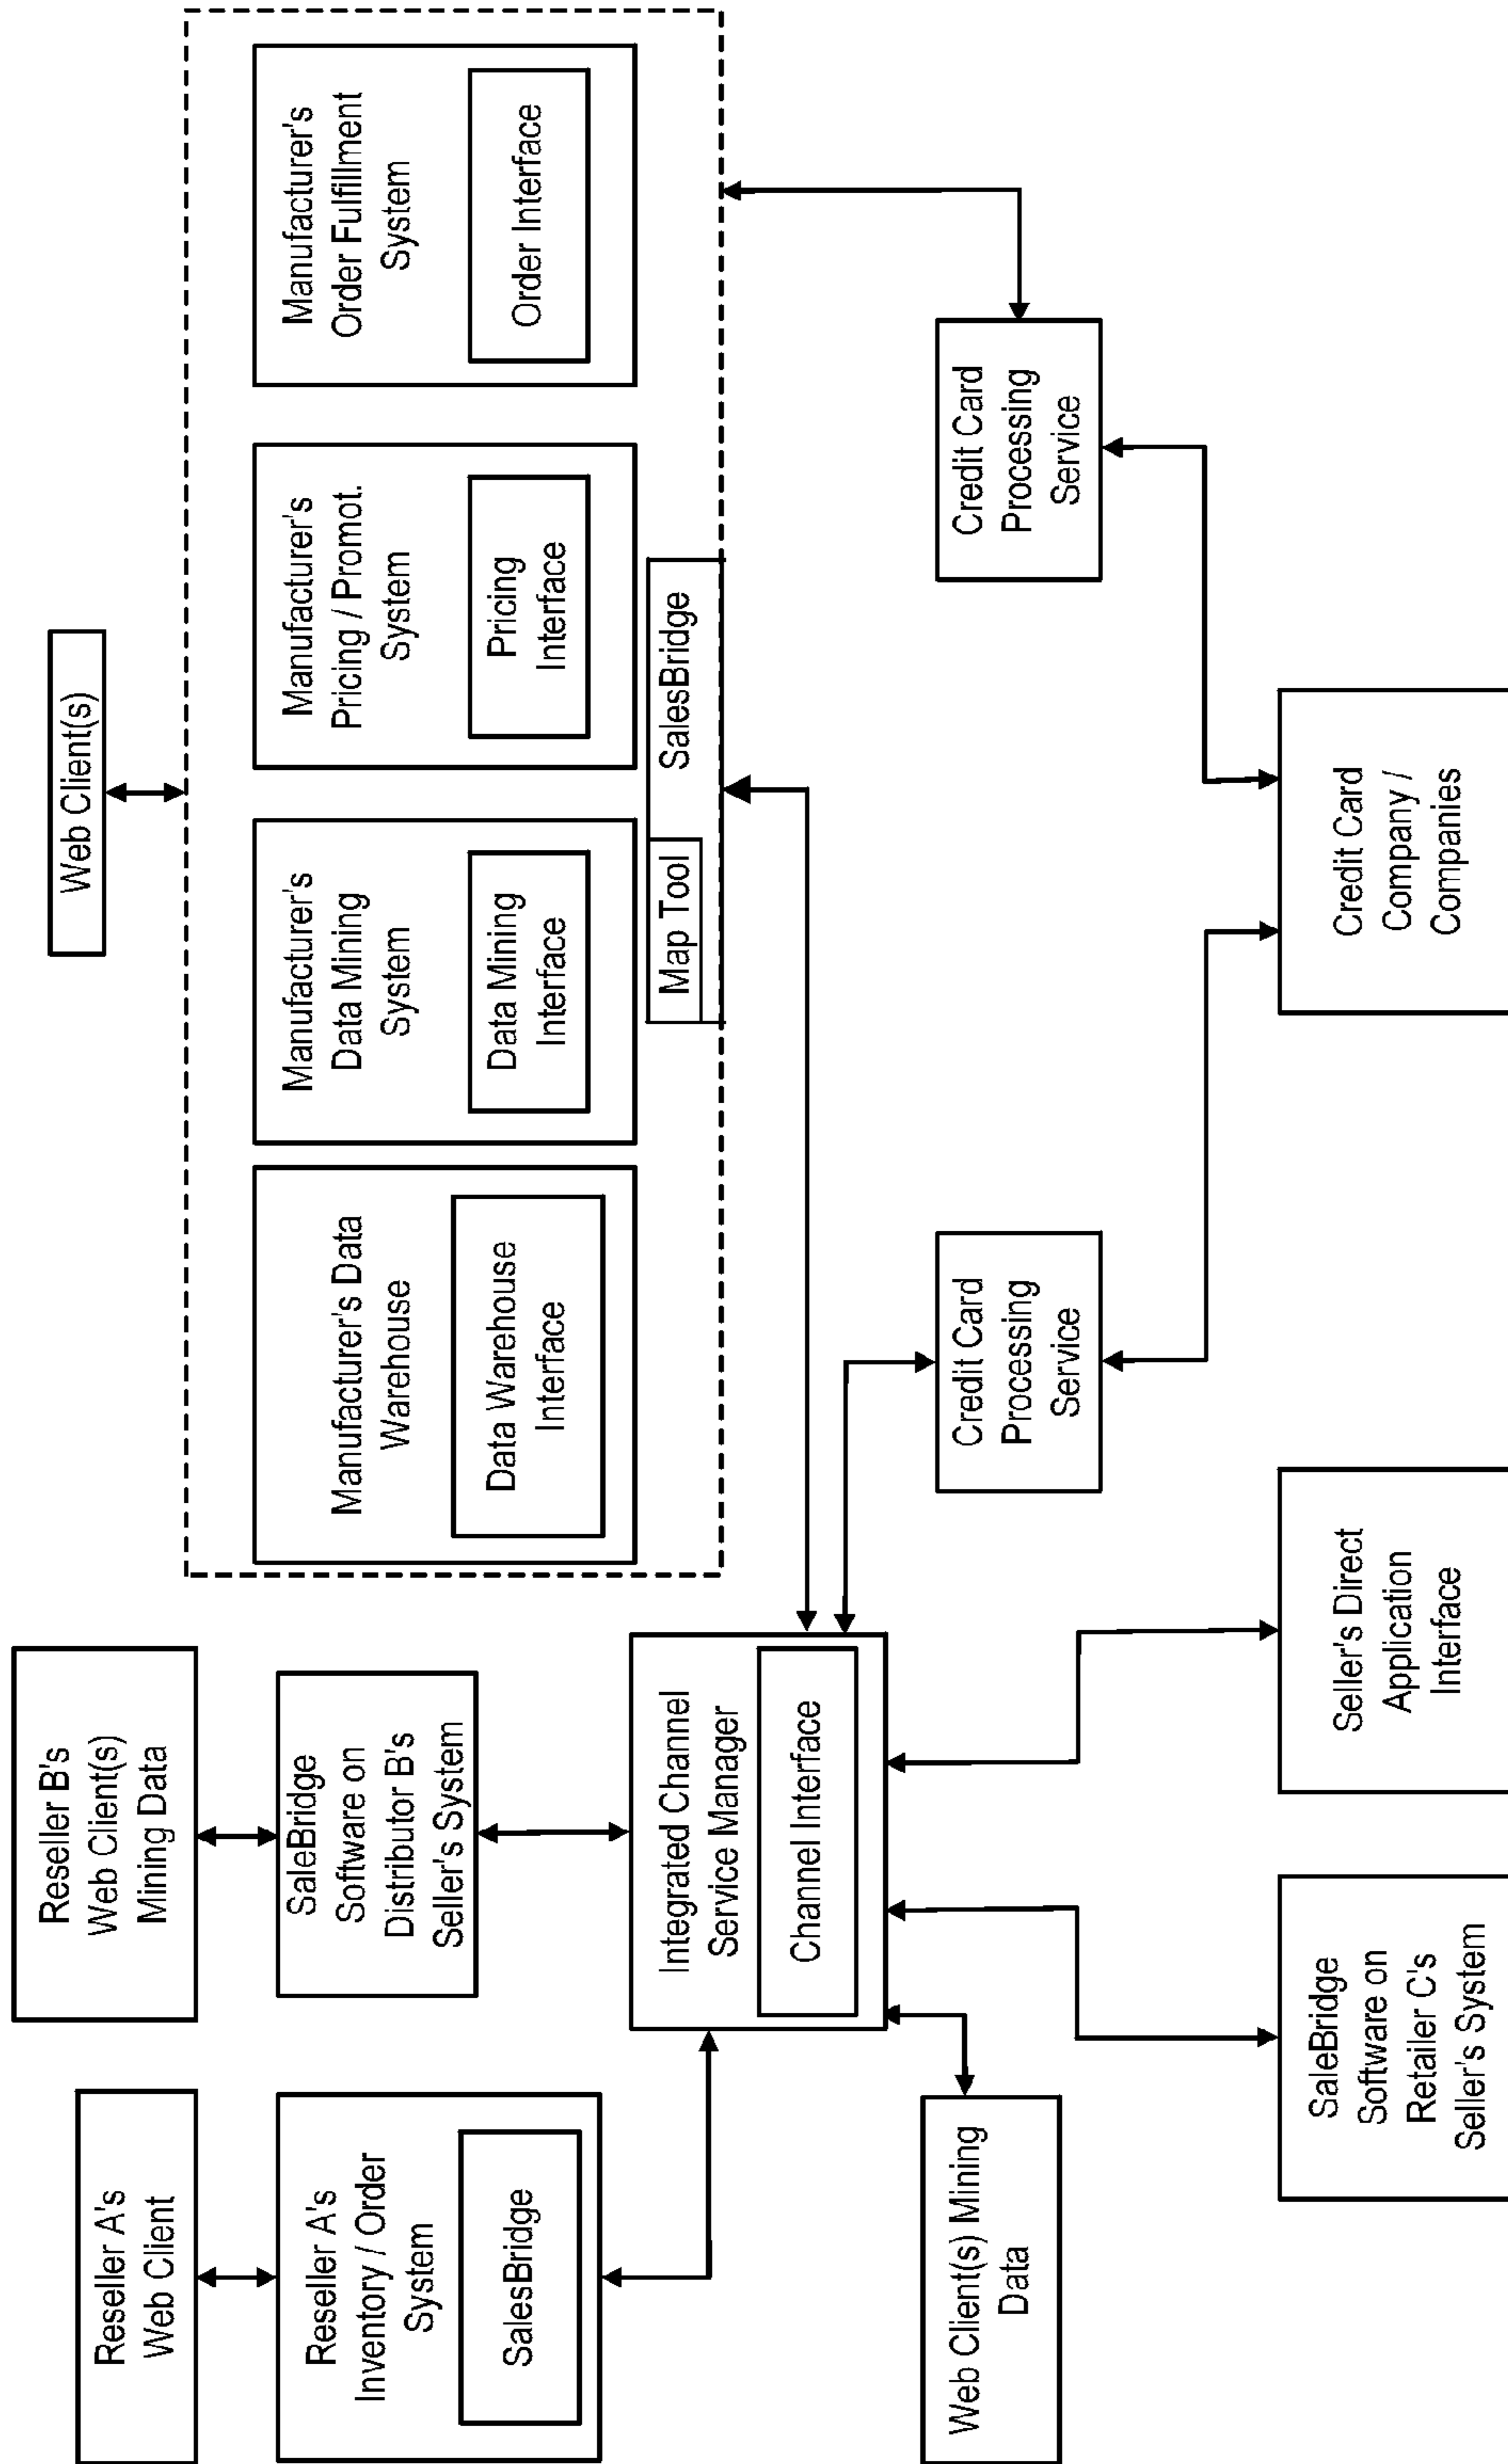 Reseller A's
Web Client
Reseller B's
Web Client(s)
Mining Data
Web Client(s)
Reseller A's
Inventory / Order
System
SalesBridge
SaleBridge
Software on
Distributor B's
Seller's System
Manufacturer's Data
Warehouse
Data Warehouse
Interface
Manufacturer's
Data Mining
System
Data Mining
Interface
Manufacturer's
Pricing / Promot.
System
Pricing
Interface
Manufacturer's
Order Fulfillment
System
Order Interface
Map Tool
SalesBridge
Integrated Channel
Service Manager
Channel Interface
Web Client(s) Mining
Data
Credit Card
Processing
Service
Credit Card
Processing
Service
SaleBridge
Software on
Retailer C's
Seller's System
Seller's Direct
Application
Interface
Credit Card
Company /
Companies